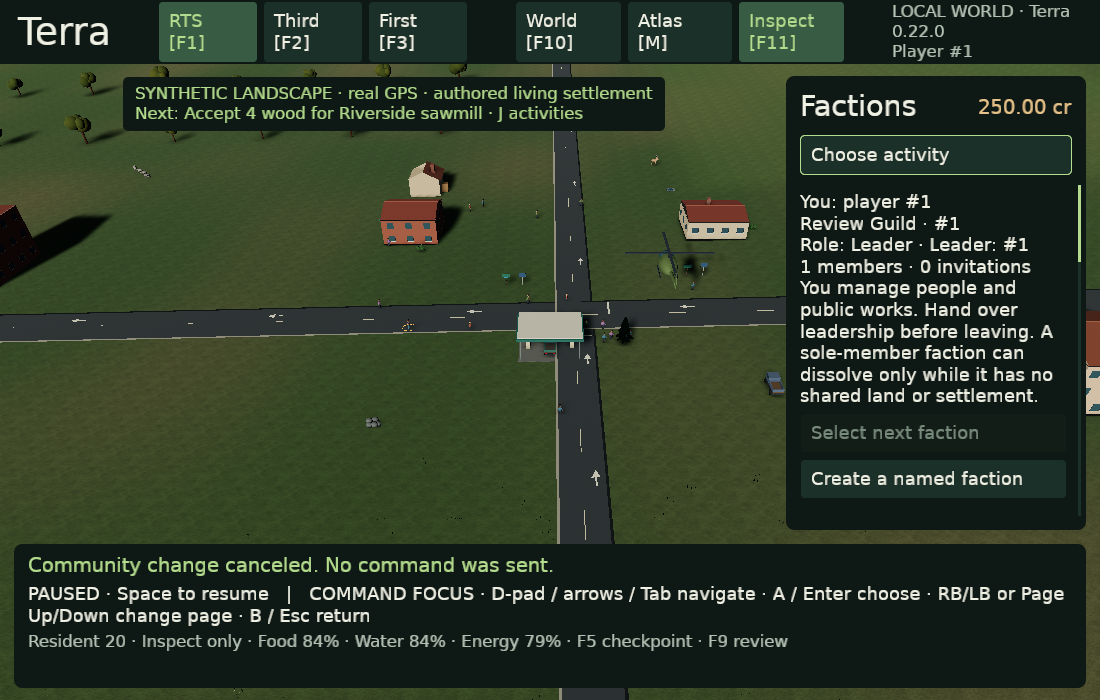 Terra
RTS
[F1]
Third
[F2]
First
[F3]
World
[F10]
Atlas
[M]
Inspect
[F11]
LOCAL WORLD · Terra
0.22.0
Player #1
SYNTHETIC LANDSCAPE · real GPS · authored living settlement
Next: Accept 4 wood for Riverside sawmill · J activities
Factions
250.00 cr
Choose activity
You: player #1
Review Guild · #1
Role: Leader · Leader: #1
1 members · 0 invitations
You manage people and
public works. Hand over
leadership before leaving. A
sole-member faction can
dissolve only while it has no
shared land or settlement.
Select next faction
Create a named faction
Community change canceled. No command was sent.
PAUSED · Space to resume | COMMAND FOCUS · D-pad / arrows / Tab navigate · A / Enter choose · RB/LB or Page
Up/Down change page · B / Esc return
Resident 20 · Inspect only · Food 84% · Water 84% · Energy 79% · F5 checkpoint · F9 review